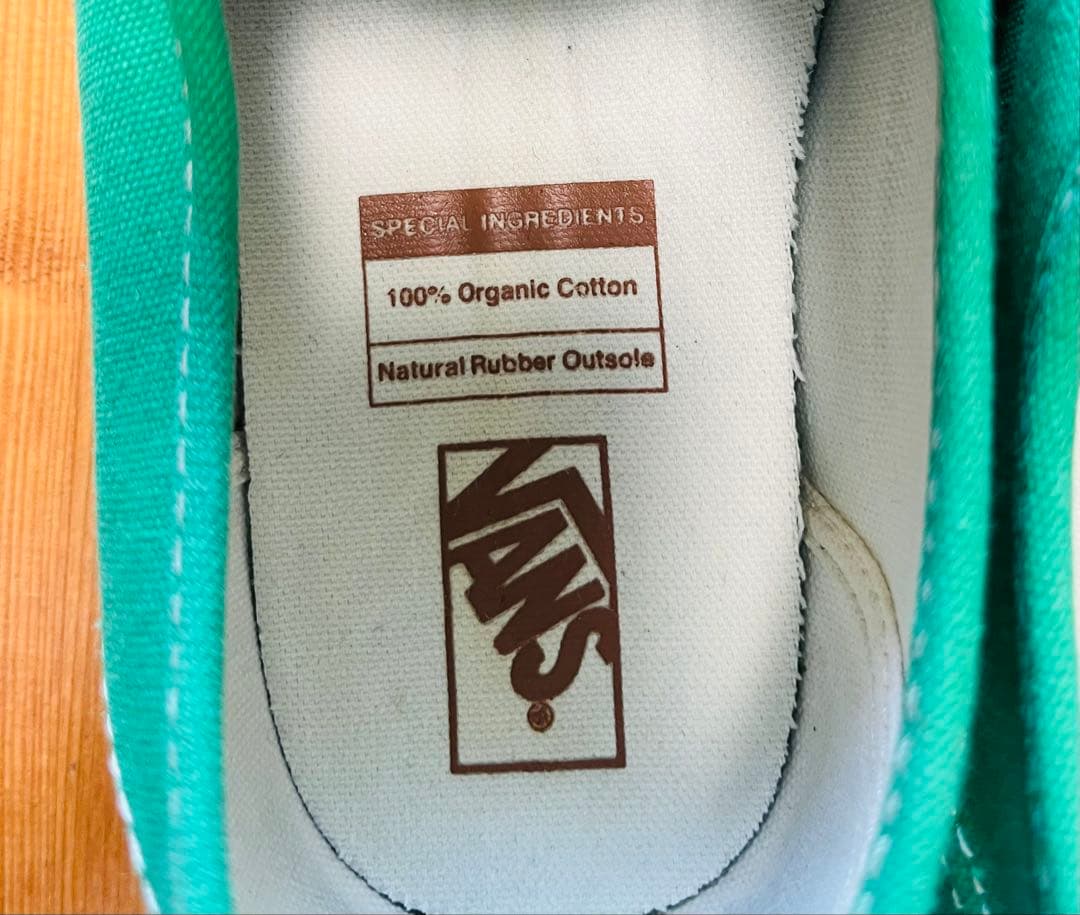 SPECIAL INGREDIENTS
100% Organic Cotton
Natural Rubber Outsole
VANS